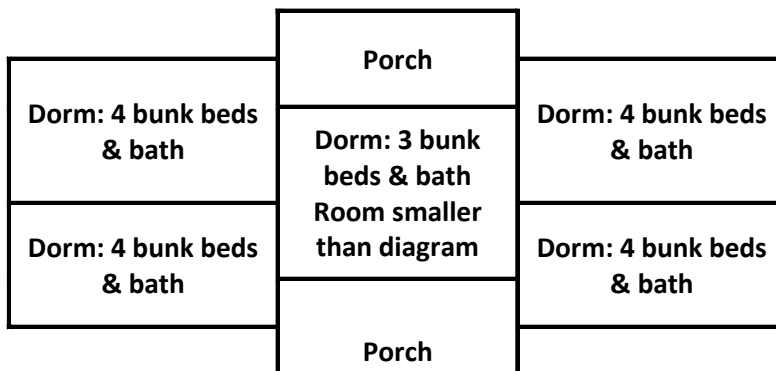 Porch
Dorm: 4 bunk beds
& bath
Dorm: 3 bunk
beds & bath
Room smaller
than diagram
Dorm: 4 bunk beds
& bath
Dorm: 4 bunk beds
& bath
Dorm: 4 bunk beds
& bath
Porch